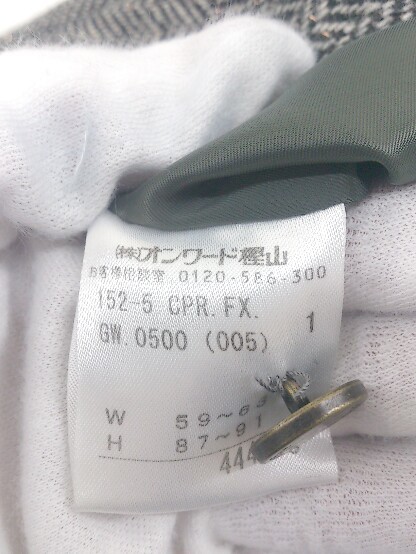 (株)オンワード樫山
お客様相談室 0120-586-300
152-5 CPR.FX.
GW.0500 (005) 1
W 59~63
H 87~91